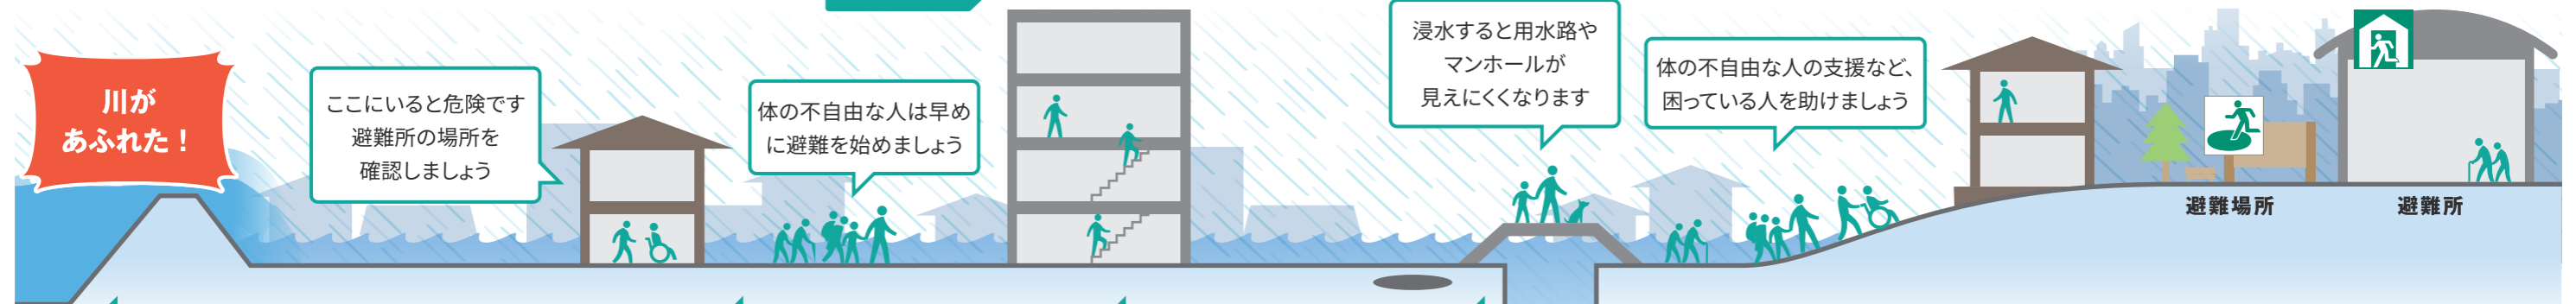 川が
あふれた！
ここにいると危険です
避難所の場所を
確認しましょう
体の不自由な人は早め
に避難を始めましょう
浸水すると用水路や
マンホールが
見えにくくなります
体の不自由な人の支援など、
困っている人を助けましょう
避難場所
避難所